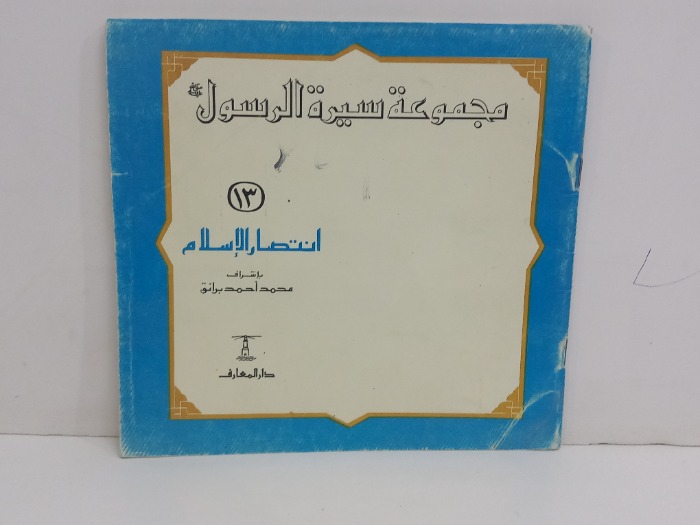 مجموعة سيرة الرسول ﷺ
١٣
انتصار الإسلام
بإشراف
محمد أحمد برانق
دار المعارف